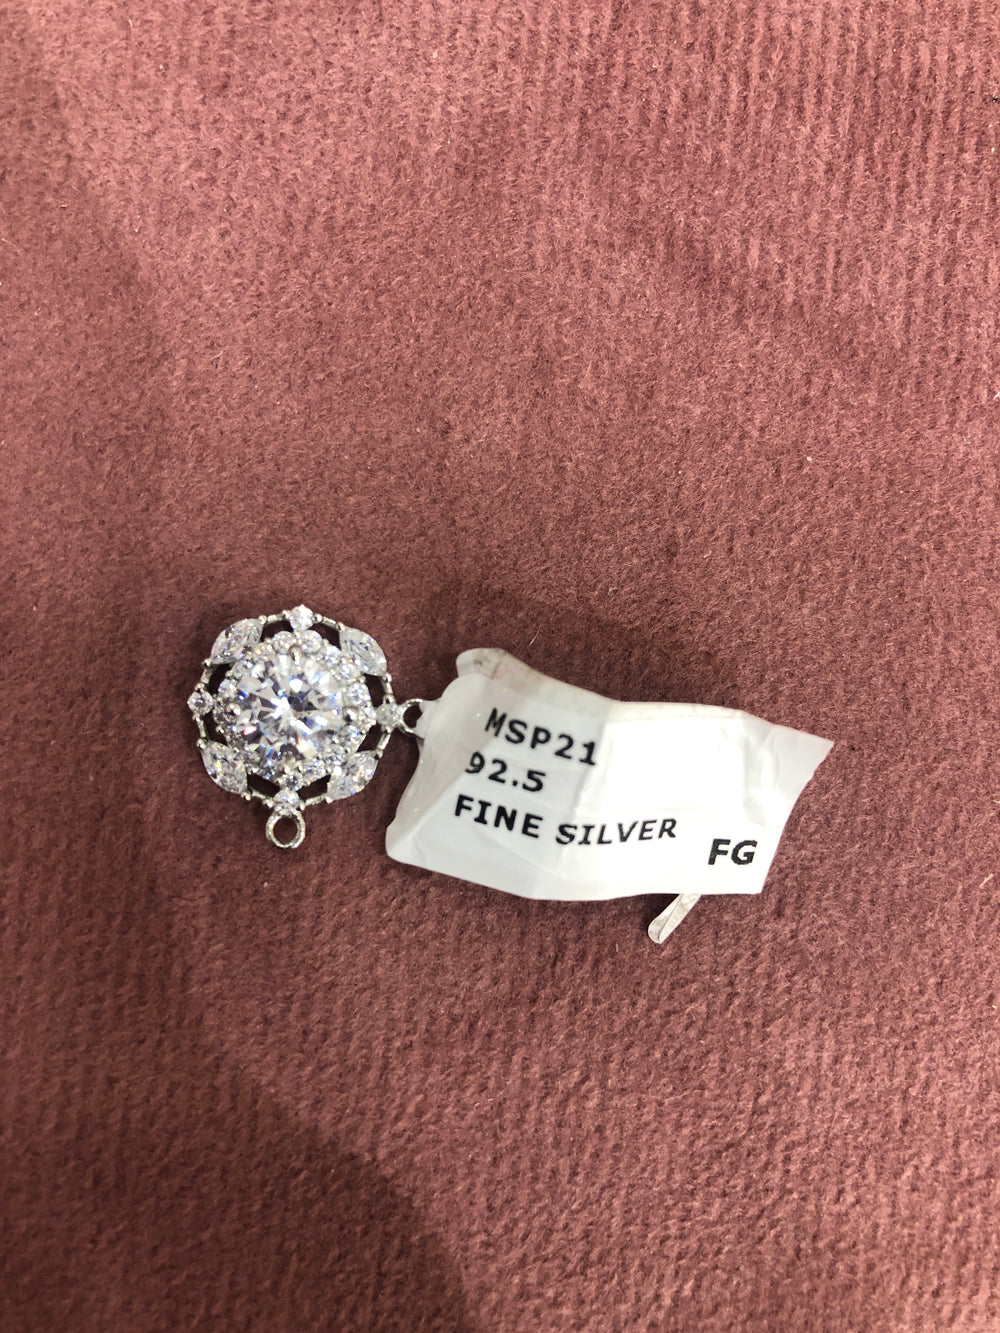 MSP21
92.5
FINE SILVER
FG